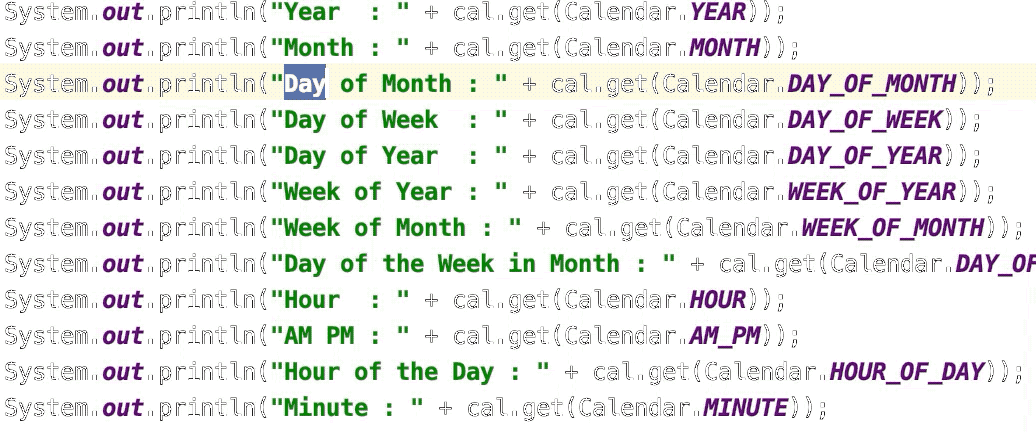 System.out.println("Year  : " + cal.get(Calendar.YEAR));
System.out.println("Month : " + cal.get(Calendar.MONTH));
System.out.println("Day of Month : " + cal.get(Calendar.DAY_OF_MONTH));
System.out.println("Day of Week  : " + cal.get(Calendar.DAY_OF_WEEK));
System.out.println("Day of Year  : " + cal.get(Calendar.DAY_OF_YEAR));
System.out.println("Week of Year : " + cal.get(Calendar.WEEK_OF_YEAR));
System.out.println("Week of Month : " + cal.get(Calendar.WEEK_OF_MONTH));
System.out.println("Day of the Week in Month : " + cal.get(Calendar.DAY_OF
System.out.println("Hour  : " + cal.get(Calendar.HOUR));
System.out.println("AM PM : " + cal.get(Calendar.AM_PM));
System.out.println("Hour of the Day : " + cal.get(Calendar.HOUR_OF_DAY));
System.out.println("Minute : " + cal.get(Calendar.MINUTE));